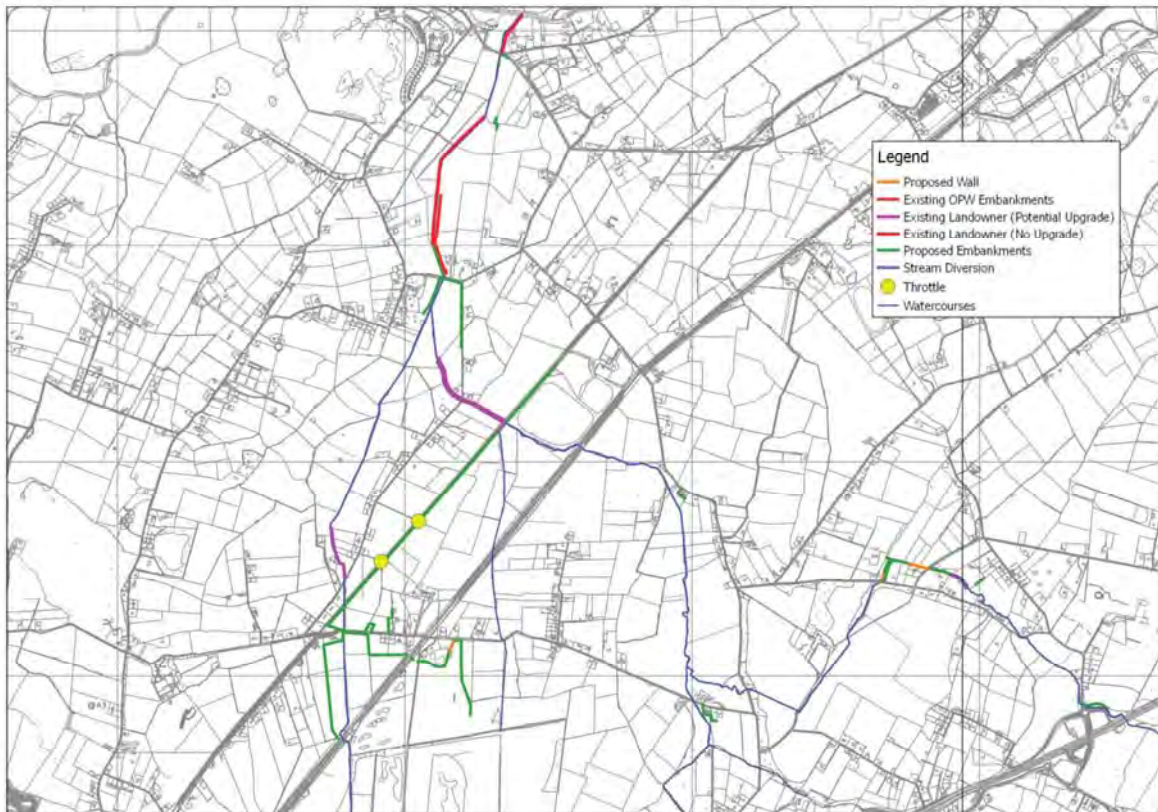 Legend
Proposed Wall
Existing OPW Embankments
Existing Landowner (Potential Upgrade)
Existing Landowner (No Upgrade)
Proposed Embankments
Stream Diversion
Throttle
Watercourses